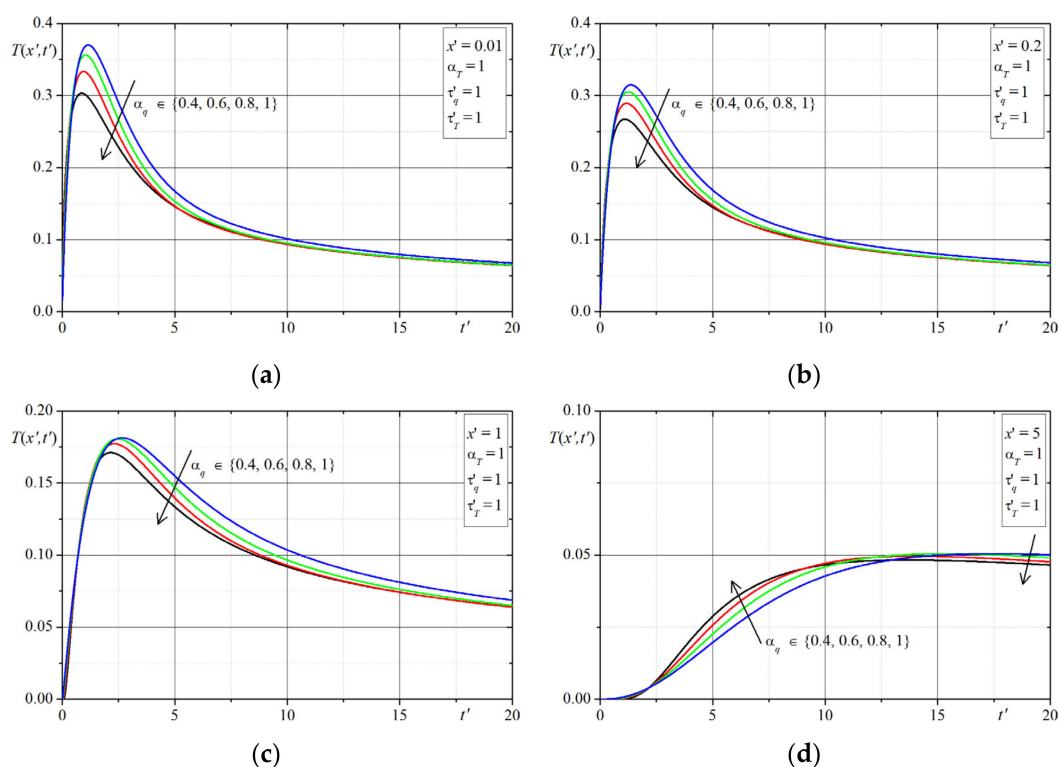 0.4
T(x',t')
0.3
0.2
0.1
0.0
0
5
10
15
t'
20
x' = 0.01
α_T = 1
τ'_q = 1
τ'_T = 1
α_q ∈ {0.4, 0.6, 0.8, 1}
(a)
0.4
T(x',t')
0.3
0.2
0.1
0.0
0
5
10
15
t'
20
x' = 0.2
α_T = 1
τ'_q = 1
τ'_T = 1
α_q ∈ {0.4, 0.6, 0.8, 1}
(b)
0.20
T(x',t')
0.15
0.10
0.05
0.00
0
5
10
15
t'
20
x' = 1
α_T = 1
τ'_q = 1
τ'_T = 1
α_q ∈ {0.4, 0.6, 0.8, 1}
(c)
0.10
T(x',t')
0.05
0.00
0
5
10
15
t'
20
x' = 5
α_T = 1
τ'_q = 1
τ'_T = 1
α_q ∈ {0.4, 0.6, 0.8, 1}
(d)